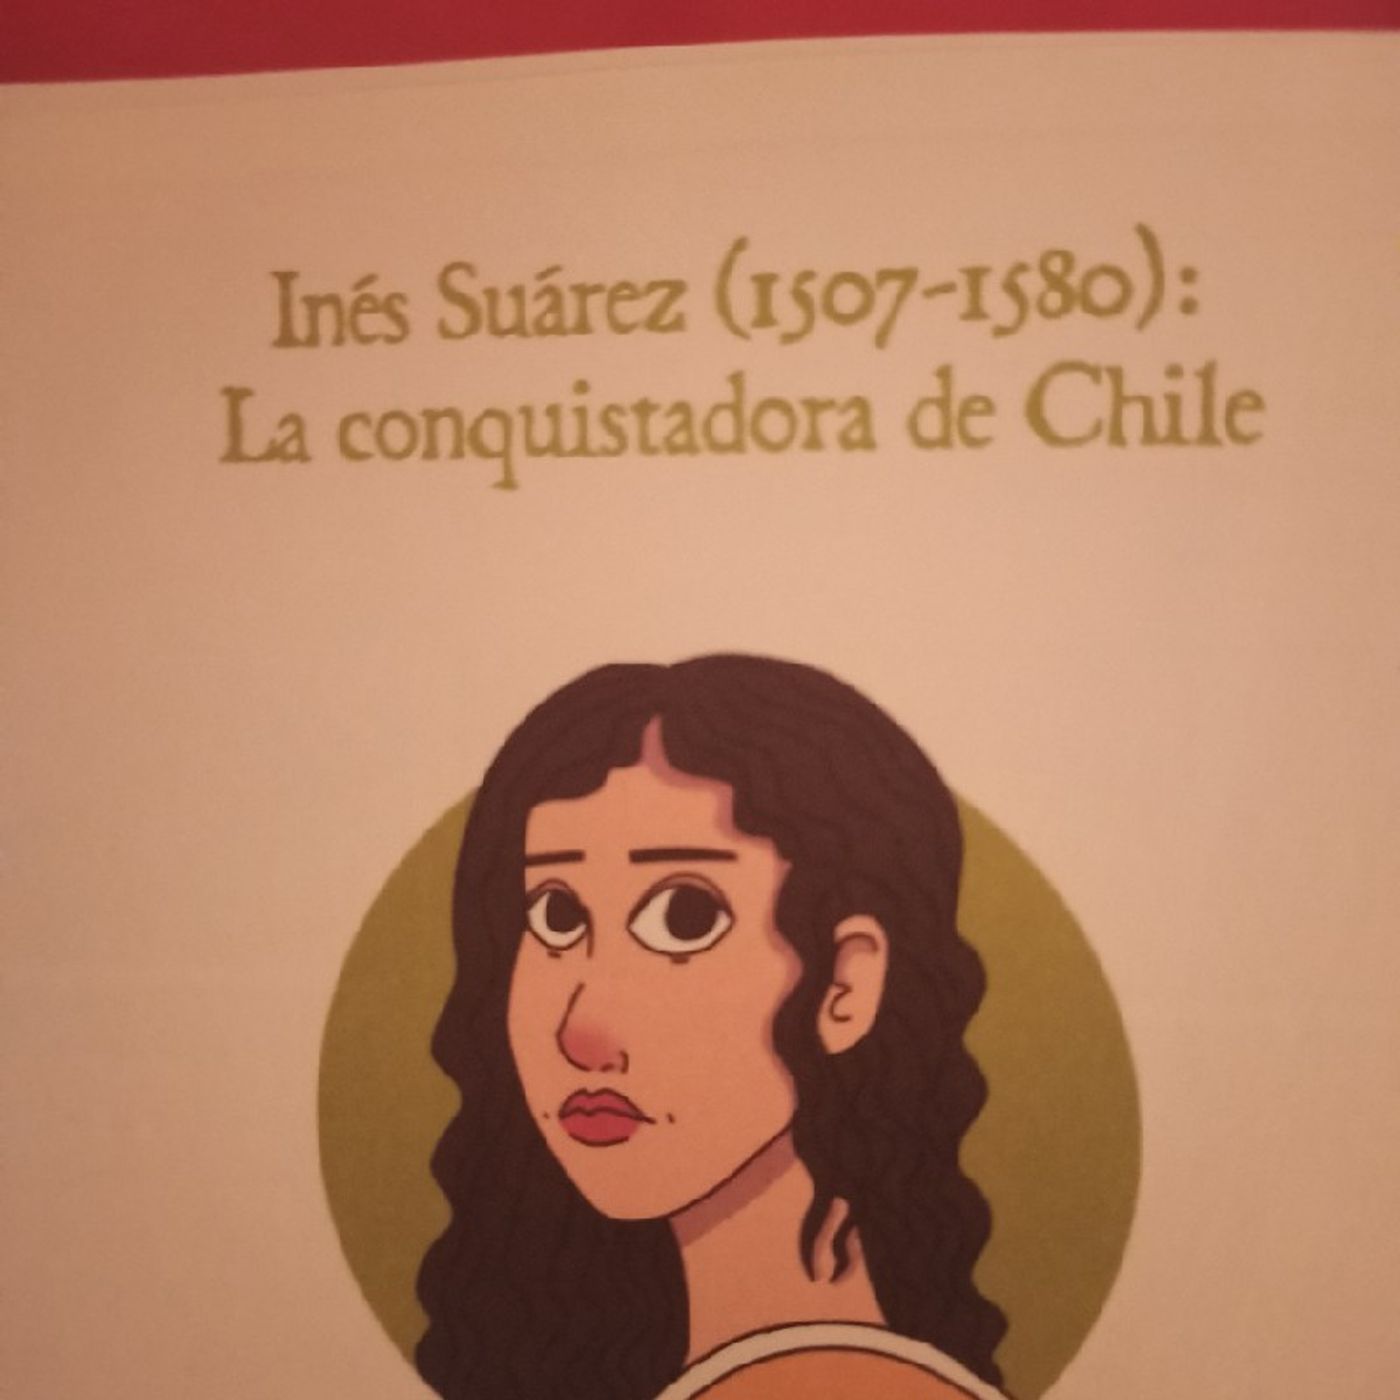 Inés Suárez (1507-1580):
La conquistadora de Chile